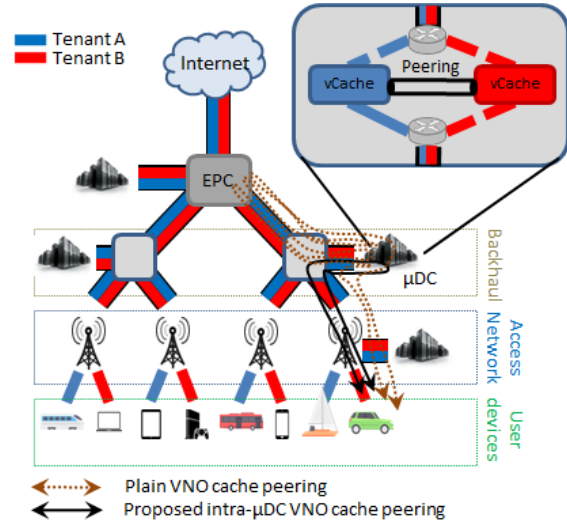 Tenant A
Tenant B
Internet
Peering
vCache
vCache
EPC
µDC
Backhaul
Access
Network
User
devices
Plain VNO cache peering
Proposed intra-µDC VNO cache peering